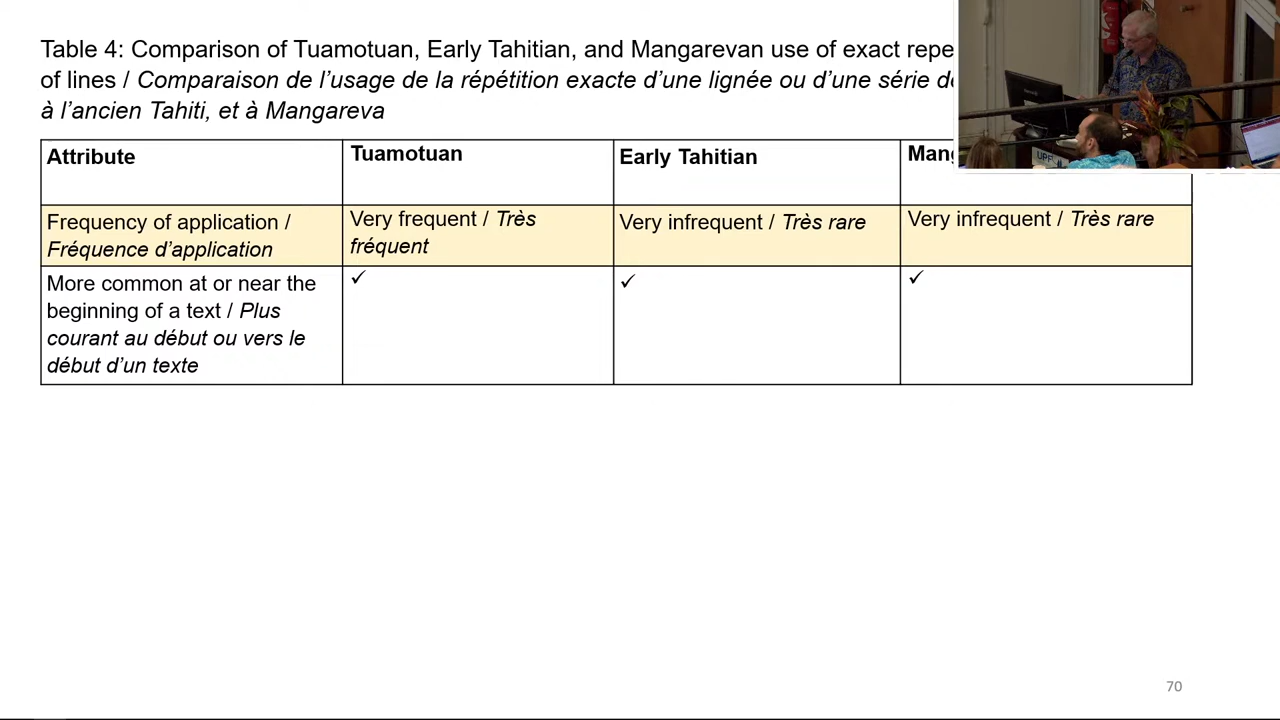 Table 4: Comparison of Tuamotuan, Early Tahitian, and Mangarevan use of exact
of lines / Comparaison de l’usage de la répétition exacte d’une lignée ou d’une série
à l’ancien Tahiti, et à Mangareva
Attribute Tuamotuan Early Tahitian
Frequency of application / Fréquence d’application Very frequent / Très fréquent Very infrequent / Très rare Very infrequent / Très rare
More common at or near the
beginning of a text / Plus
courant au début ou vers le
début d’un texte ✓ ✓ ✓
70